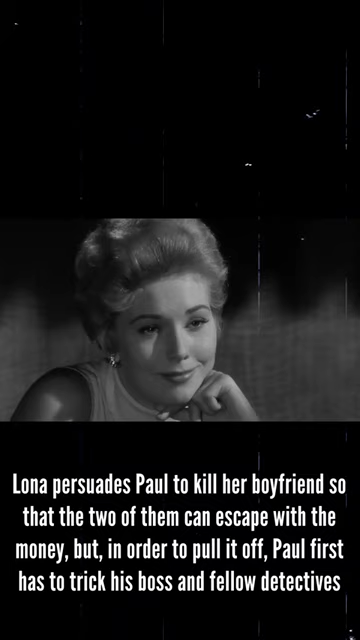 Lona persuades Paul to kill her boyfriend so
that the two of them can escape with the
money, but, in order to pull it off, Paul first
has to trick his boss and fellow detectives